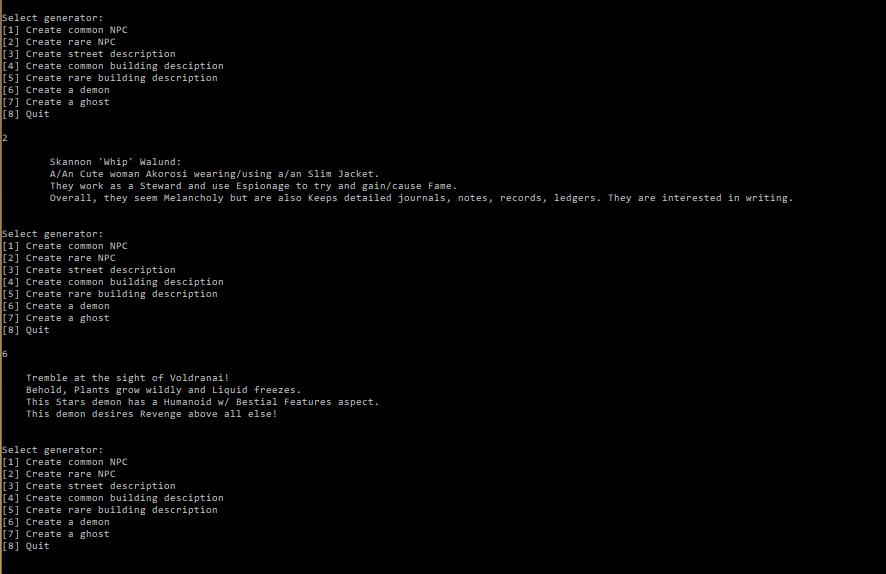 Select generator:
[1] Create common NPC
[2] Create rare NPC
[3] Create street description
[4] Create common building desciption
[5] Create rare building description
[6] Create a demon
[7] Create a ghost
[8] Quit
2
Skannon 'Whip' Walund:
A/An Cute woman Akorosi wearing/using a/an Slim Jacket.
They work as a Steward and use Espionage to try and gain/cause Fame.
Overall, they seem Melancholy but are also Keeps detailed journals, notes, records, ledgers. They are interested in writing.
Select generator:
[1] Create common NPC
[2] Create rare NPC
[3] Create street description
[4] Create common building desciption
[5] Create rare building description
[6] Create a demon
[7] Create a ghost
[8] Quit
6
Tremble at the sight of Voldranai!
Behold, Plants grow wildly and Liquid freezes.
This Stars demon has a Humanoid w/ Bestial Features aspect.
This demon desires Revenge above all else!
Select generator:
[1] Create common NPC
[2] Create rare NPC
[3] Create street description
[4] Create common building desciption
[5] Create rare building description
[6] Create a demon
[7] Create a ghost
[8] Quit